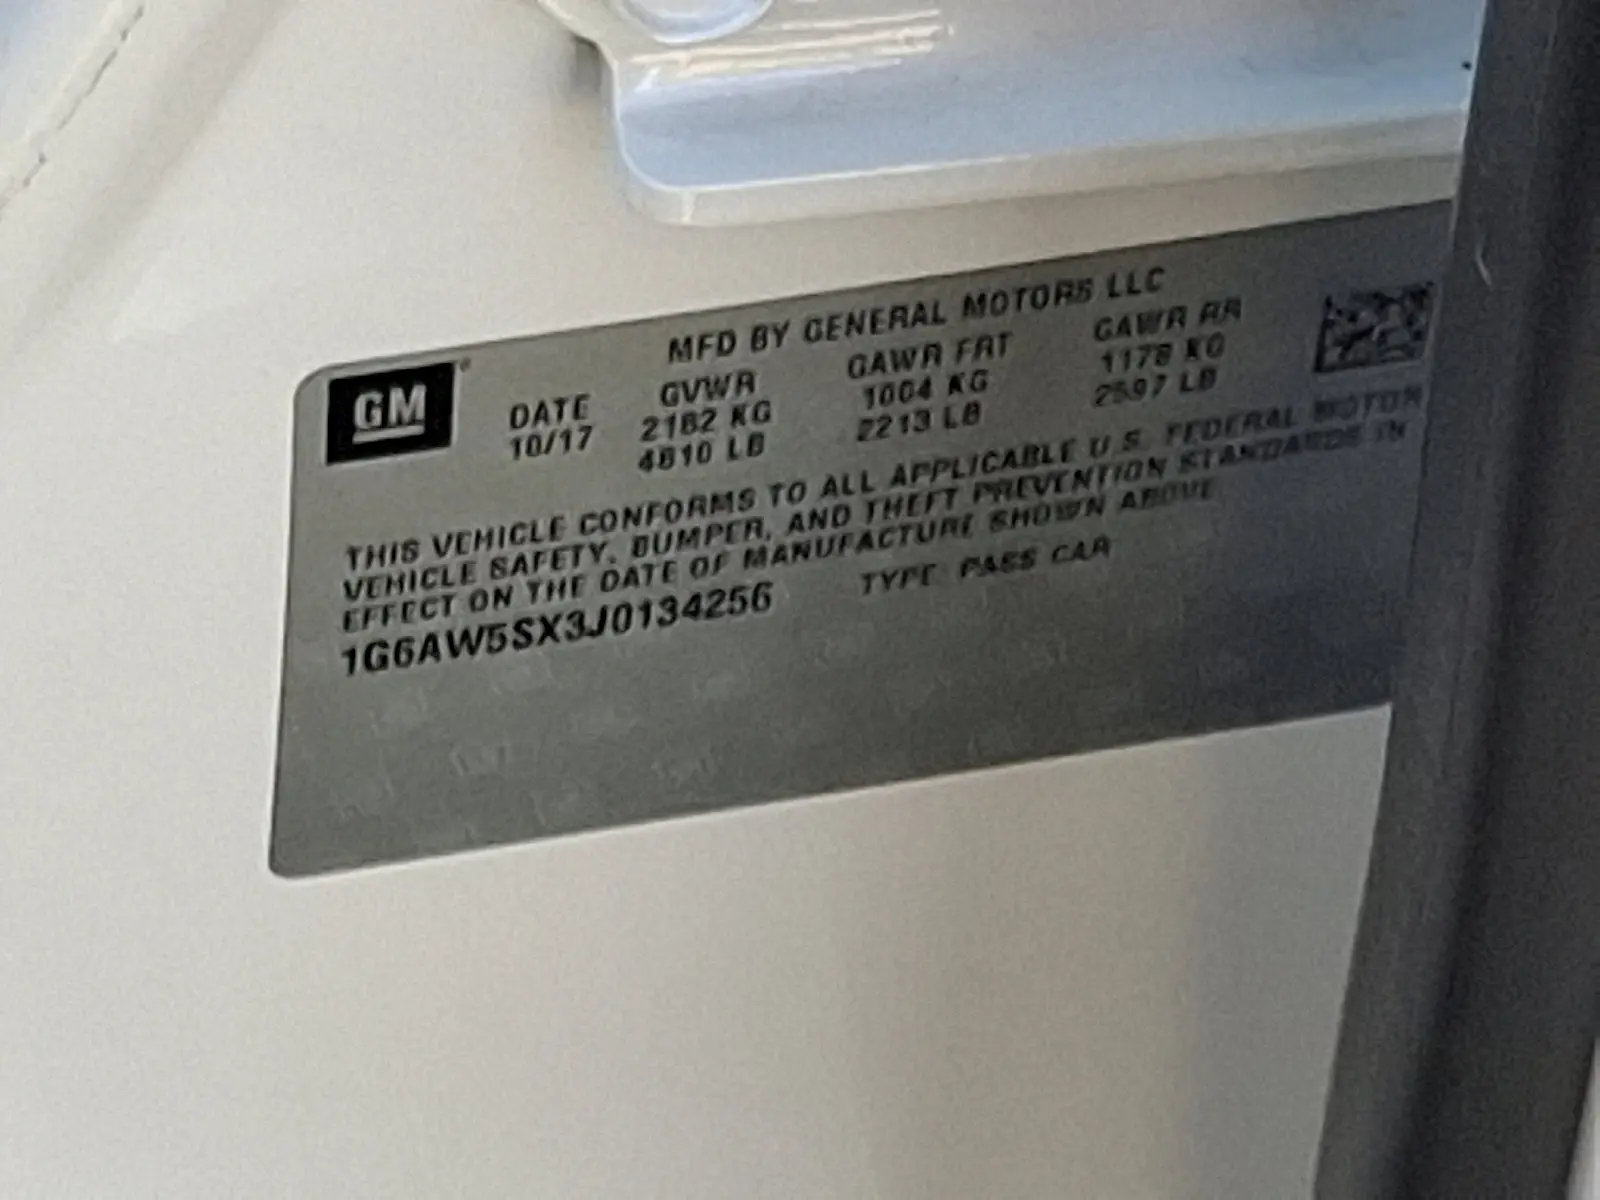 MFD BY GENERAL MOTORS LLC
GM DATE GVWR GAWR FRT GAWR RR
10/17 2182 KG 1004 KG 1178 KG
4810 LB 2213 LB 2597 LB
THIS VEHICLE CONFORMS TO ALL APPLICABLE U.S. FEDERAL MOTOR
VEHICLE SAFETY, BUMPER, AND THEFT PREVENTION STANDARDS IN
EFFECT ON THE DATE OF MANUFACTURE SHOWN ABOVE
1G6AW5SX3J0134256 TYPE: PASS CAR